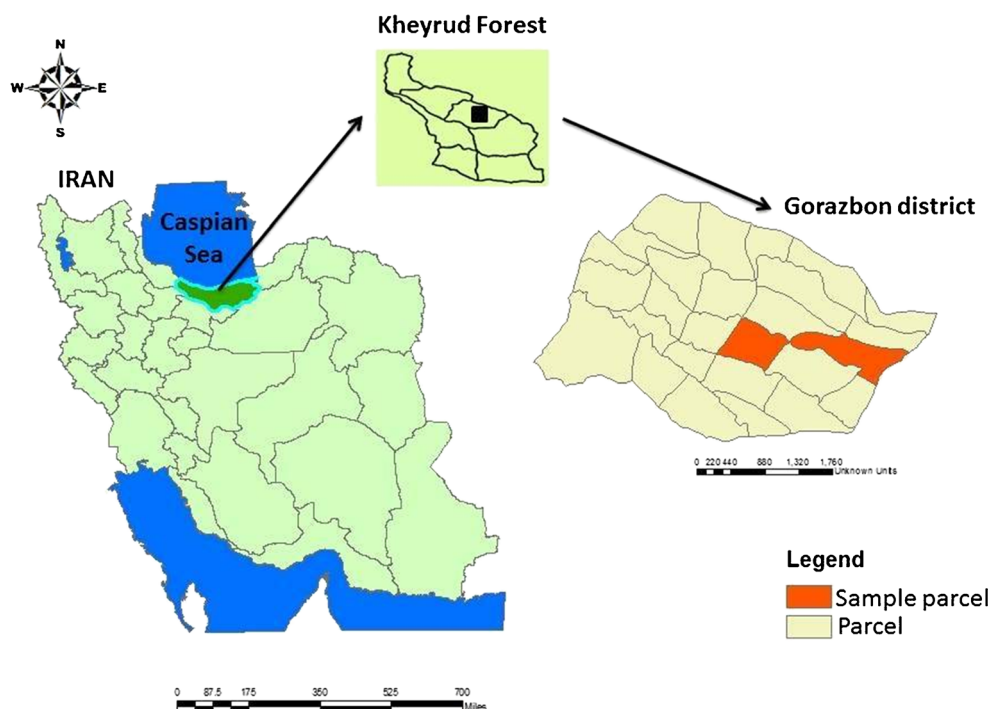 Kheyrud Forest
N
W E
S
IRAN
Caspian
Sea
Gorazbon district
0 220 440 880 1,320 1,760
Unknown Units
Legend
Sample parcel
Parcel
0 87.5 175 350 525 700
Miles